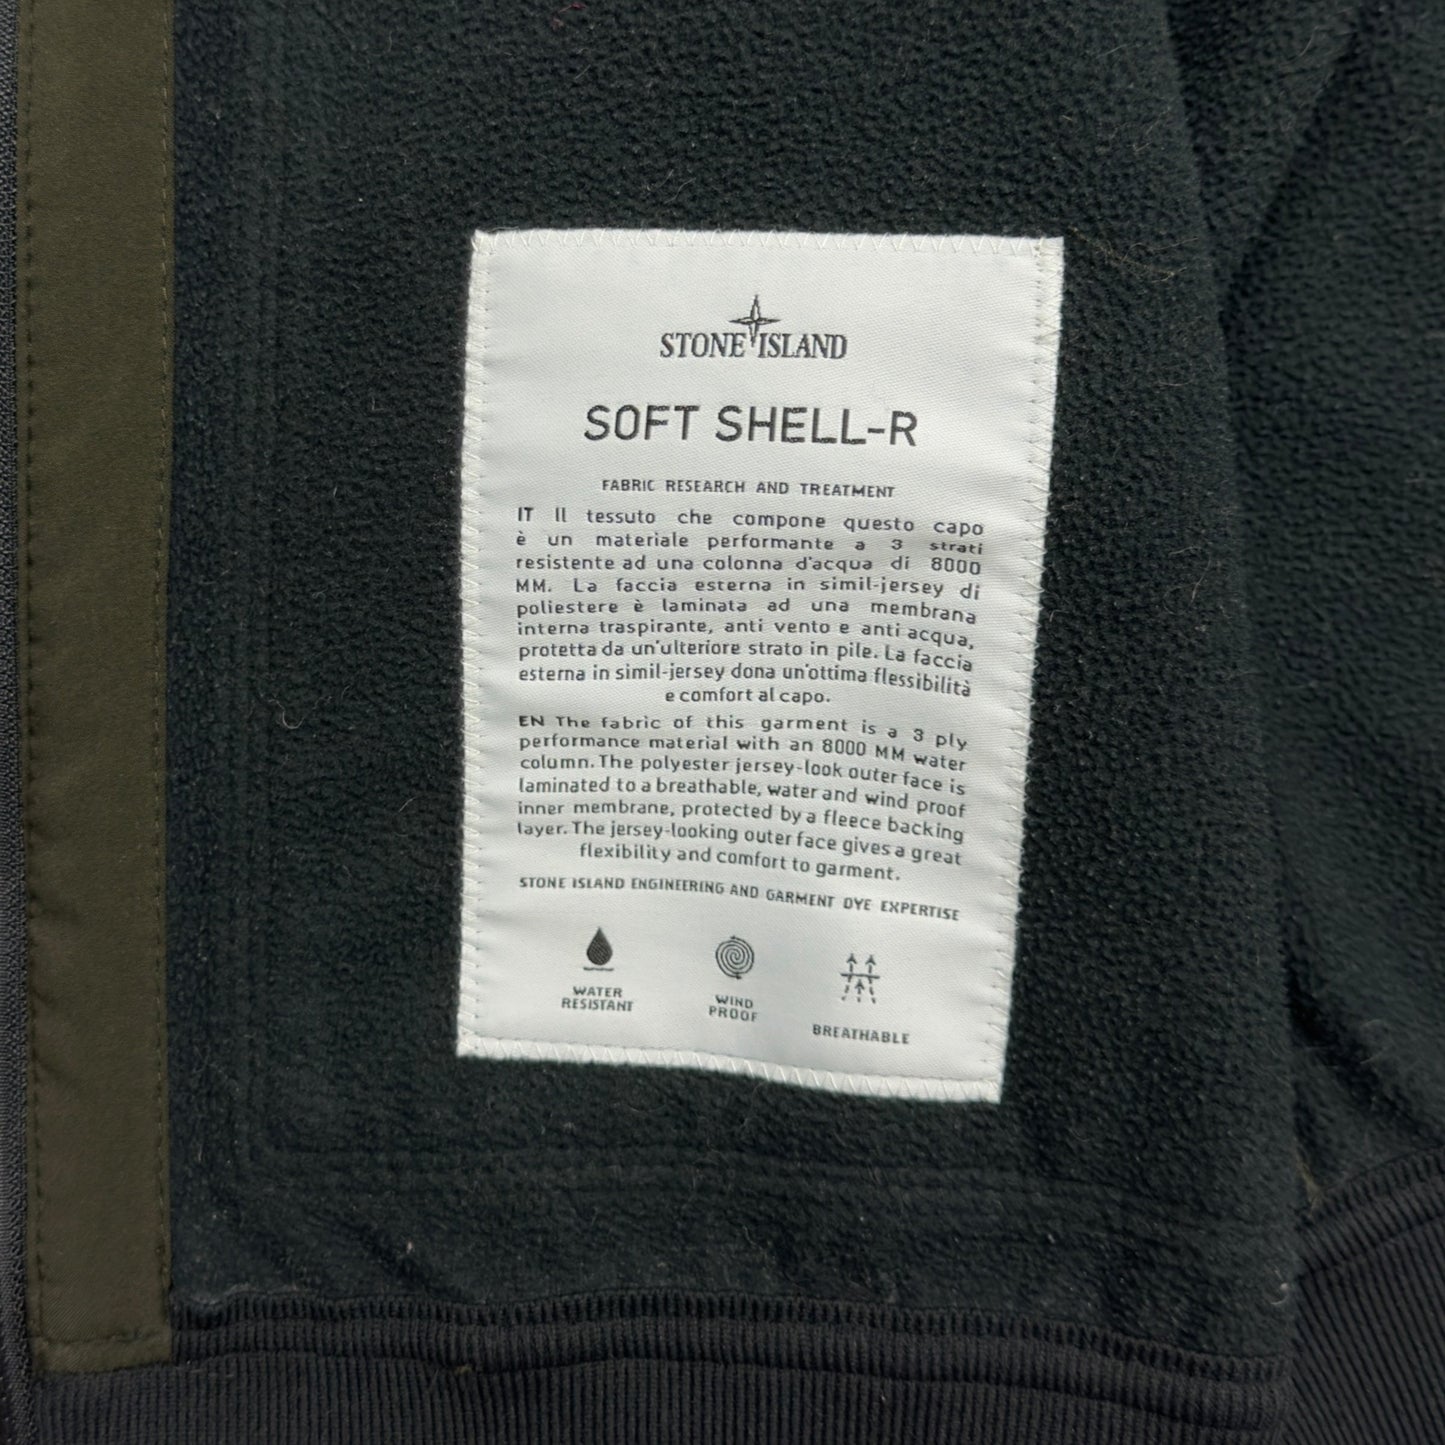 STONE ISLAND
SOFT SHELL-R
FABRIC RESEARCH AND TREATMENT
IT Il tessuto che compone questo capo
è un materiale performante a 3 strati
resistente ad una colonna d'acqua di 8000
MM. La faccia esterna in simil-jersey di
poliestere è laminata ad una membrana
interna traspirante, anti vento e anti acqua,
protetta da un'ulteriore strato in pile. La faccia
esterna in simil-jersey dona un'ottima flessibilità
e comfort al capo.
EN The fabric of this garment is a 3 ply
performance material with an 8000 MM water
column. The polyester jersey-look outer face is
laminated to a breathable, water and wind proof
inner membrane, protected by a fleece backing
layer. The jersey-looking outer face gives a great
flexibility and comfort to garment.
STONE ISLAND ENGINEERING AND GARMENT DYE EXPERTISE
WATER
RESISTANT
WIND
PROOF
BREATHABLE